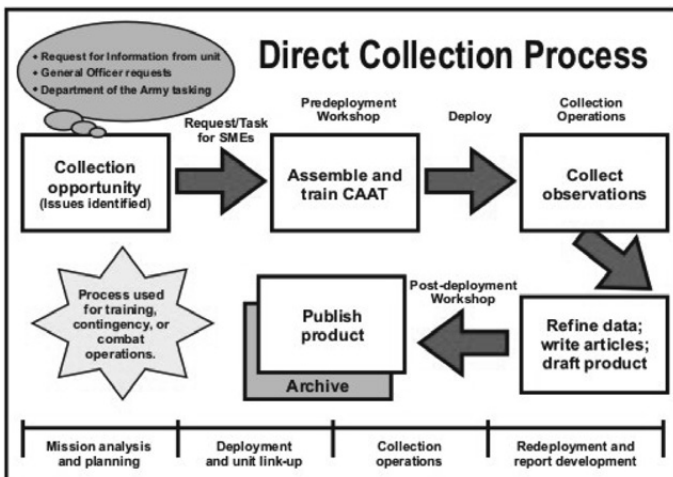 Direct Collection Process
• Request for Information from unit
• General Officer requests
• Department of the Army tasking
Request/Task
for SMEs
Predeployment
Workshop
Deploy
Collection
Operations
Collection
opportunity
(Issues identified)
Assemble and
train CAAT
Collect
observations
Process used
for training,
contingency, or
combat
operations.
Publish
product
Archive
Post-deployment
Workshop
Refine data;
write articles;
draft product
Mission analysis
and planning
Deployment
and unit link-up
Collection
operations
Redeployment and
report development